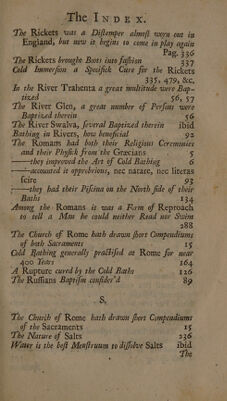 The INDEX.
The Rickets was a Distemper almost worn out in
England, but now it begins to come in play again
Pag. 336
The Rickets brought Boots into fashion 337
Cold Immersion a Specifick Cure for the Rickets
335, 479, &c.
In the River Trahenta a great multitude were Bap-
tized 56, 57
The River Glen, a great number of Persons were
Baptized therein 56
The River Swalva, several Baptized therein ibid
Bathing in Rivers, how beneficial 92
The Romans had both their Religious Ceremonies
and their Physick from the Græcians 5
——they improved the Art of Cold Bathing 6
——accounted it opprobrious, nec natare, nec literas
scire 93
——they had their Piscina on the North side of their
Baths 134
Among the Romans it was a Form of Reproach
to tell a Man he could neither Read nor Swim
288
The Church of Rome hath drawn short Compendiums
of both Sacraments 15
Cold Bathing generally practised at Rome for near
400 Years 164
A Rupture cured by the Cold Baths 126
The Russians Baptism consider'd 89
S,
The Church of Rome hath drawn short Compendiums
of the Sacraments 15
The Nature of Salts 236
Water is the best Menstruum to dissolve Salts ibid
The